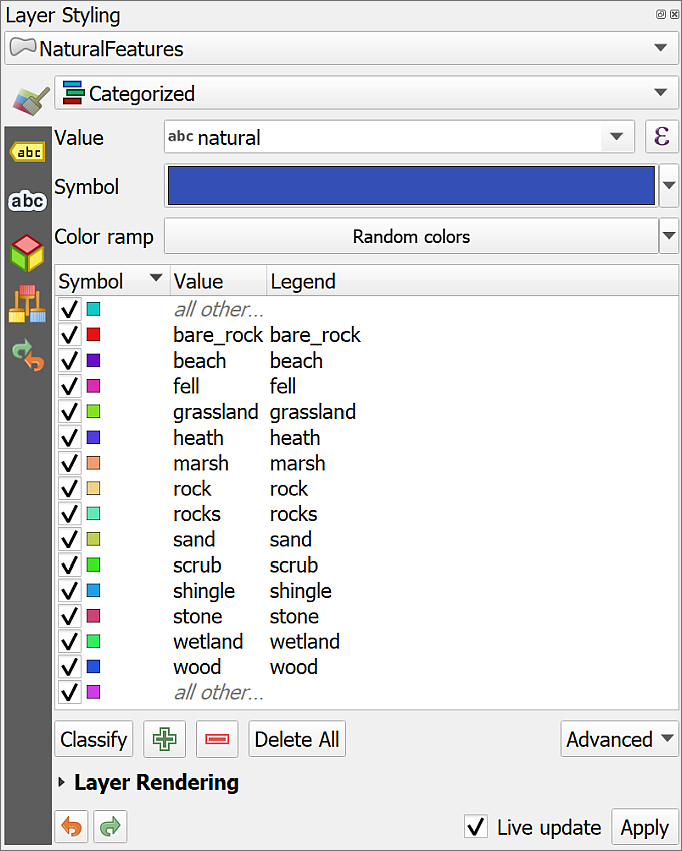 Layer Styling
NaturalFeatures
Categorized
abc
Value abc natural ε
abc
Symbol
Color ramp Random colors
Symbol Value Legend
all other...
bare_rock bare_rock
beach beach
fell fell
grassland grassland
heath heath
marsh marsh
rock rock
rocks rocks
sand sand
scrub scrub
shingle shingle
stone stone
wetland wetland
wood wood
all other...
Classify Delete All Advanced
Layer Rendering
Live update Apply